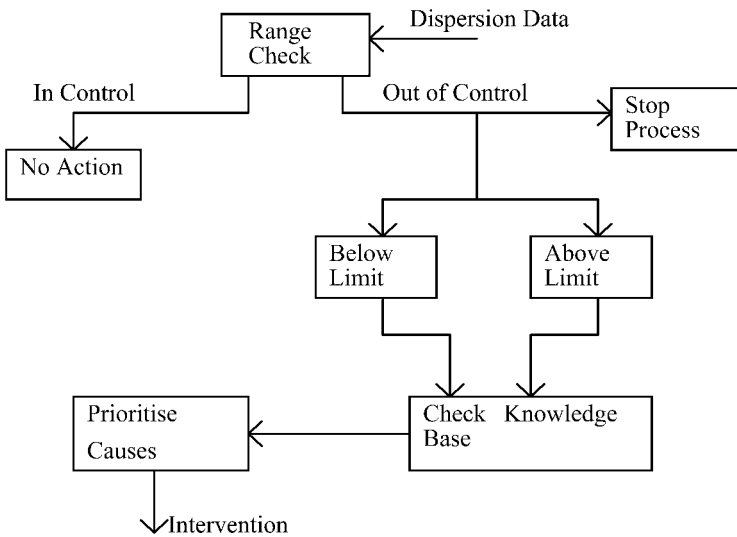 Dispersion Data
Range
Check
In Control
Out of Control
Stop
Process
No Action
Below
Limit
Above
Limit
Prioritise
Causes
Check Knowledge
Base
Intervention